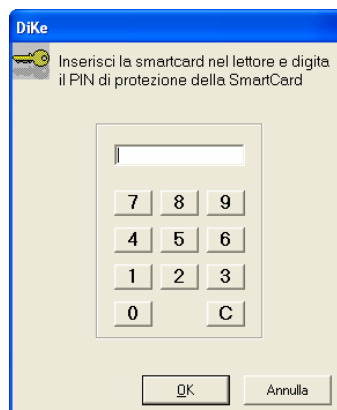 DiKe
Inserisci la smartcard nel lettore e digita
il PIN di protezione della SmartCard
7 8 9
4 5 6
1 2 3
0 C
OK Annulla